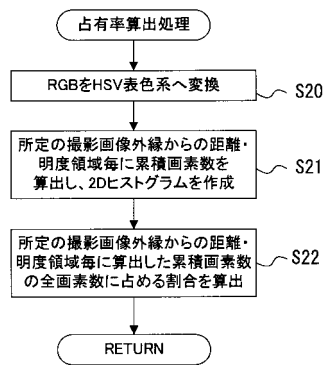 占有率算出処理
RGBをHSV表色系へ変換
S20
所定の撮影画像外縁からの距離・
明度領域毎に累積画素数を
算出し、2Dヒストグラムを作成
S21
所定の撮影画像外縁からの距離・
明度領域毎に算出した累積画素数
の全画素数に占める割合を算出
S22
RETURN